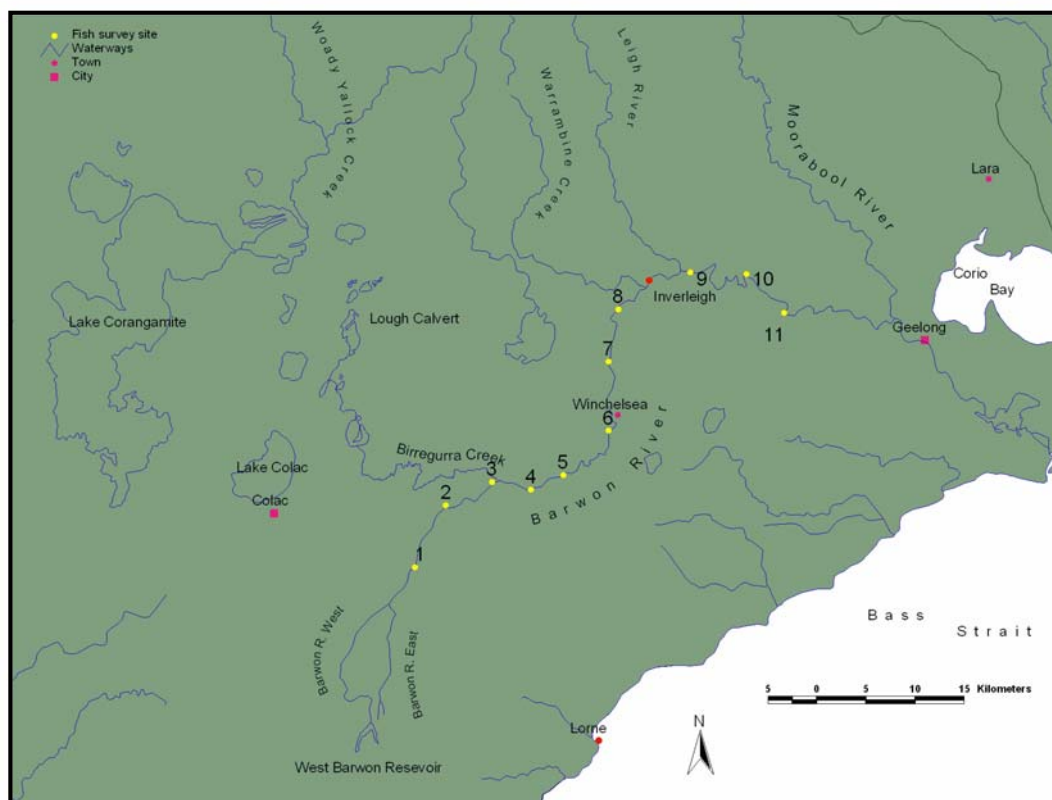 Fish survey site
Waterways
Town
City
Woady Yallock Creek
Warrambine Creek
Leigh River
Moorabool River
Lara
Corio
Bay
Lake Corangamite
Lough Calvert
8
Inverleigh
9
10
11
Geelong
7
Winchelsea
6
Birregurra Creek
Lake Colac
Colac
3
4
5
2
Barwon River
1
Barwon R. West
Barwon R. East
Bass
Strait
5 0 5 10 15 Kilometers
N
Lorne
West Barwon Resevoir